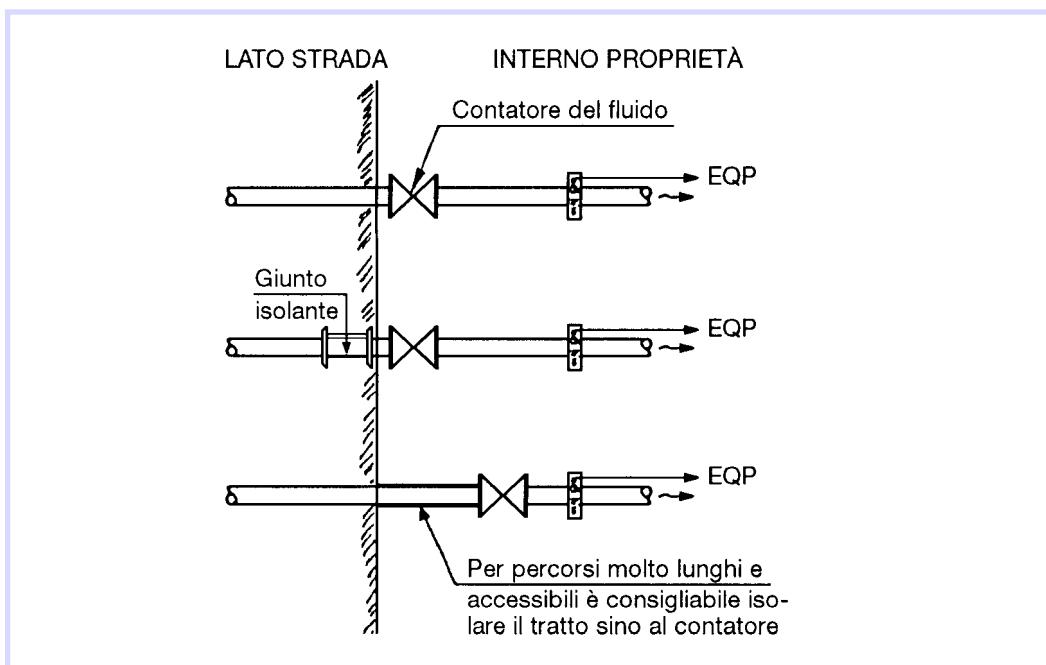 LATO STRADA
INTERNO PROPRIETÀ
Contatore del fluido
EQP
Giunto
isolante
EQP
EQP
Per percorsi molto lunghi e
accessibili è consigliabile iso-
lare il tratto sino al contatore